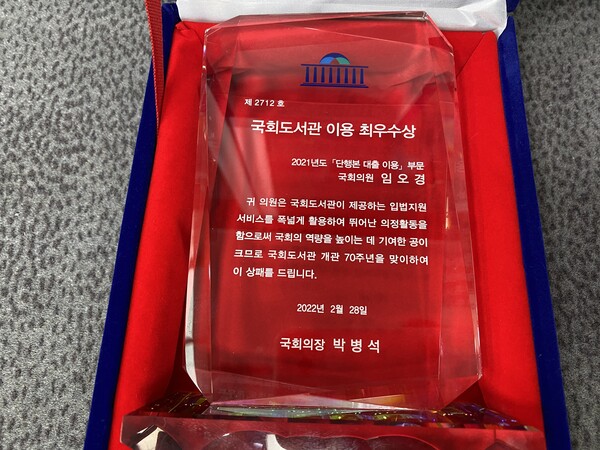 제 2712 호
국회도서관 이용 최우수상
2021년도 「단행본 대출 이용」 부문
국회의원 임오경
귀 의원은 국회도서관이 제공하는 입법지원
서비스를 폭넓게 활용하여 뛰어난 의정활동을
함으로써 국회의 역량을 높이는 데 기여한 공이
크므로 국회도서관 개관 70주년을 맞이하여
이 상패를 드립니다.
2022년 2월 28일
국회의장 박병석